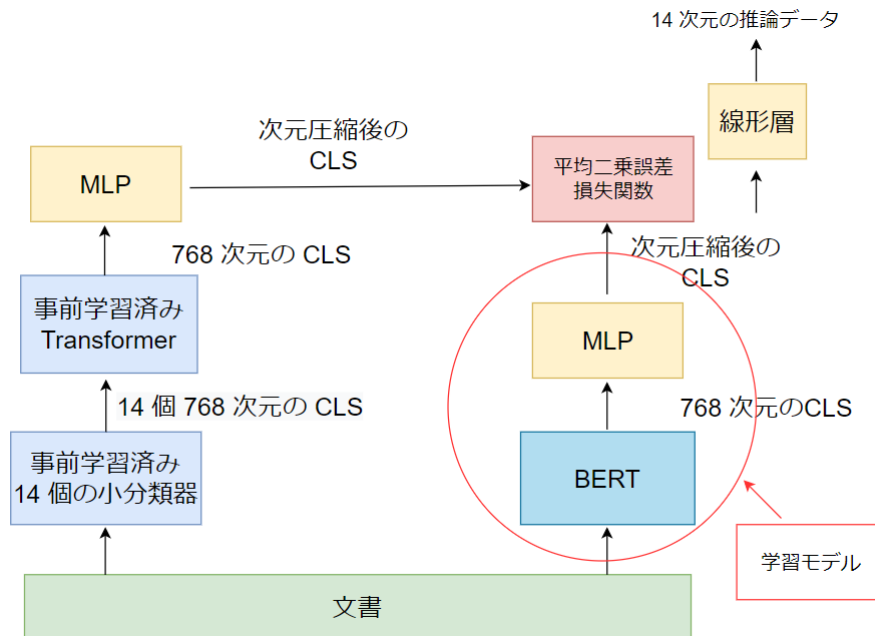 14 次元の推論データ
線形層
次元圧縮後の
CLS
平均二乗誤差
損失関数
MLP
次元圧縮後の
CLS
768 次元の CLS
事前学習済み
Transformer
MLP
14 個 768 次元の CLS
768 次元のCLS
事前学習済み
14 個の小分類器
BERT
学習モデル
文書